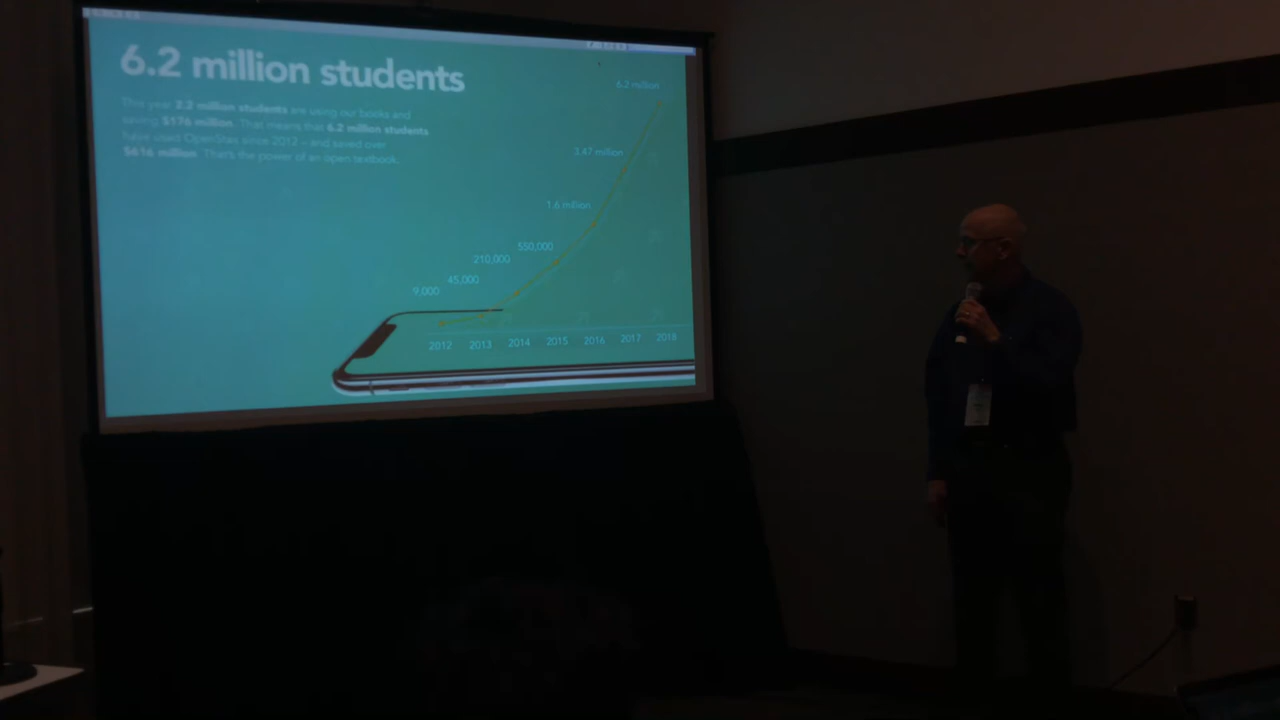 6.2 million students
This year 2.2 million students are using our books and
saving $176 million. That means that 6.2 million students
have used OpenStax since 2012—and saved over
$616 million. That's the power of an open textbook.
6.2 million
3.47 million
1.6 million
550,000
210,000
45,000
9,000
2012 2013 2014 2015 2016 2017 2018